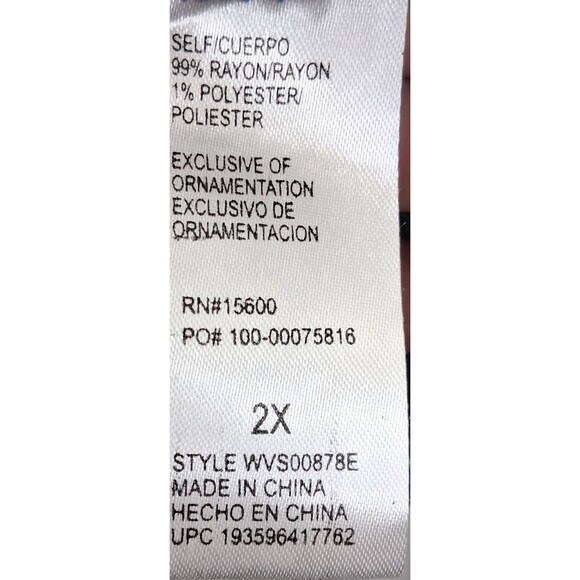 SELF/CUERPO
99% RAYON/RAYON
1% POLYESTER/
POLIESTER
EXCLUSIVE OF
ORNAMENTATION
EXCLUSIVO DE
ORNAMENTACION
RN#15600
PO# 100-00075816
2X
STYLE WVS00878E
MADE IN CHINA
HECHO EN CHINA
UPC 193596417762